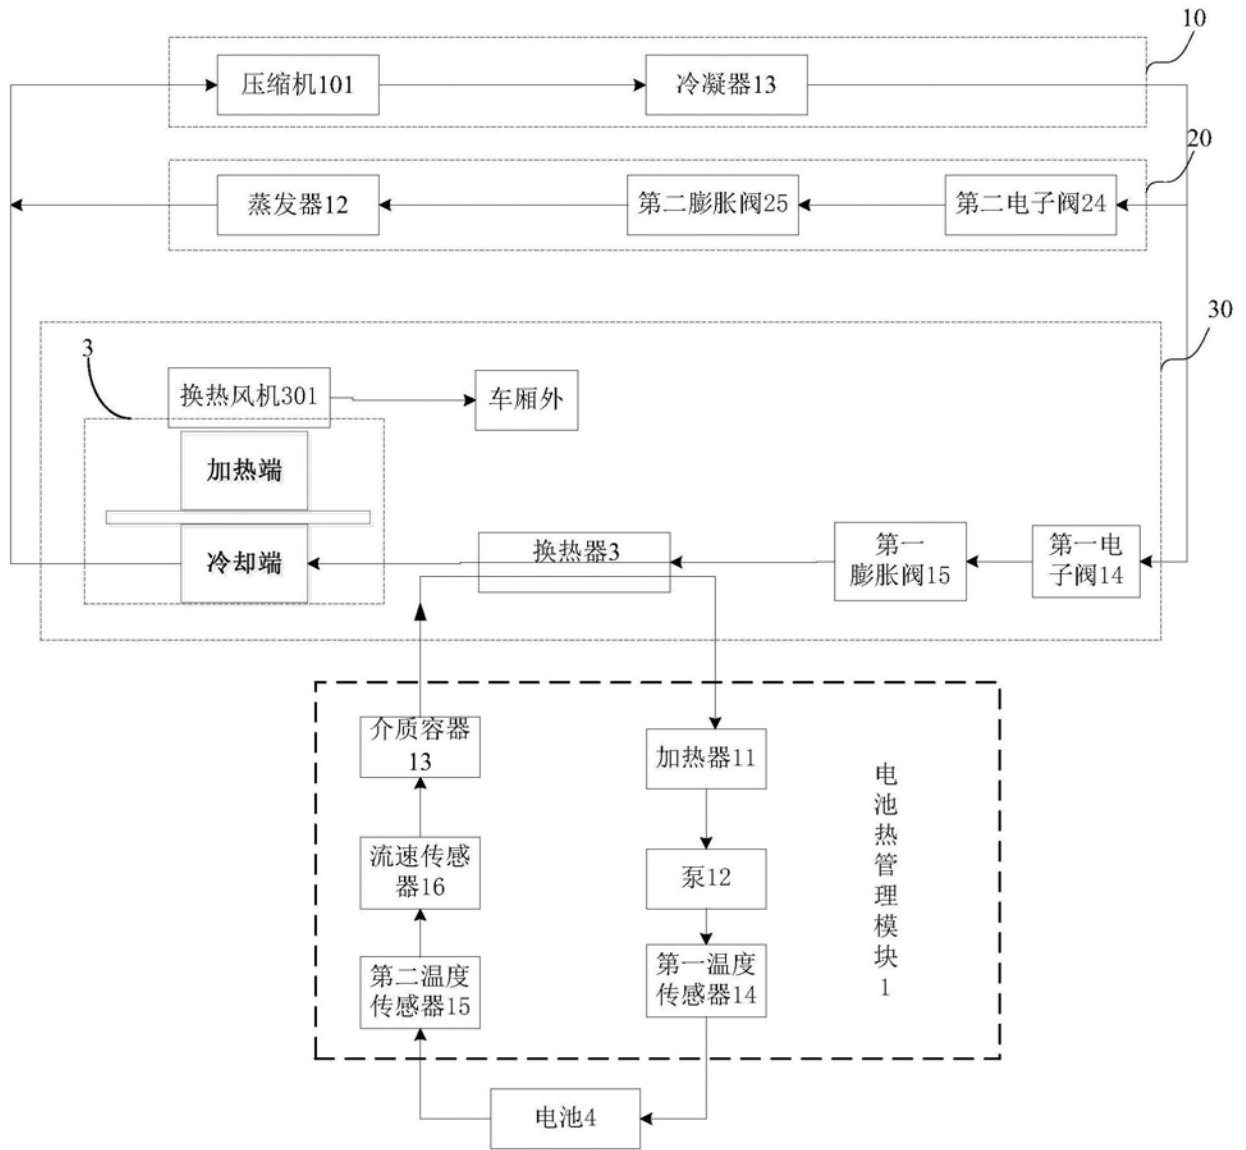 10
压缩机101
冷凝器13
20
蒸发器12
第二膨胀阀25
第二电子阀24
30
3
换热风机301
车厢外
加热端
冷却端
换热器3
第一
膨胀阀15
第一电
子阀14
介质容器
13
加热器11
流速传感
器16
泵12
第二温度
传感器15
第一温度
传感器14
电
池
热
管
理
模
块
1
电池4